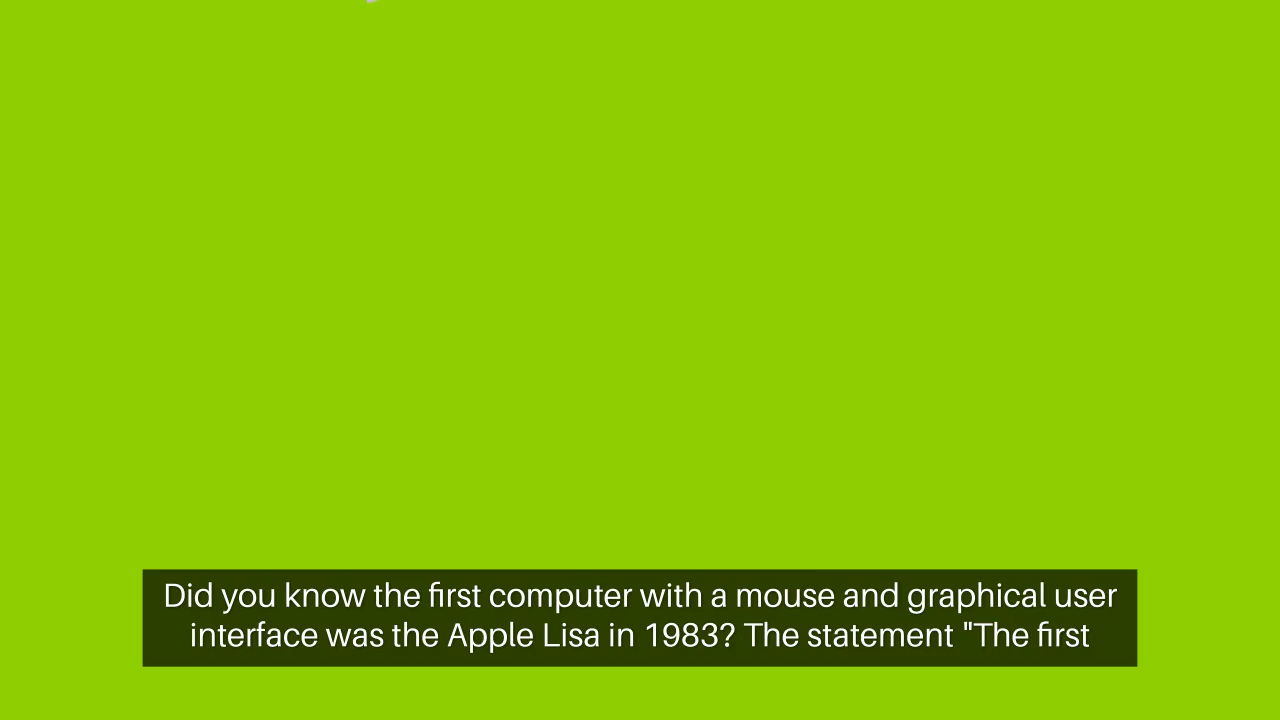 Did you know the first computer with a mouse and graphical user
interface was the Apple Lisa in 1983? The statement "The first